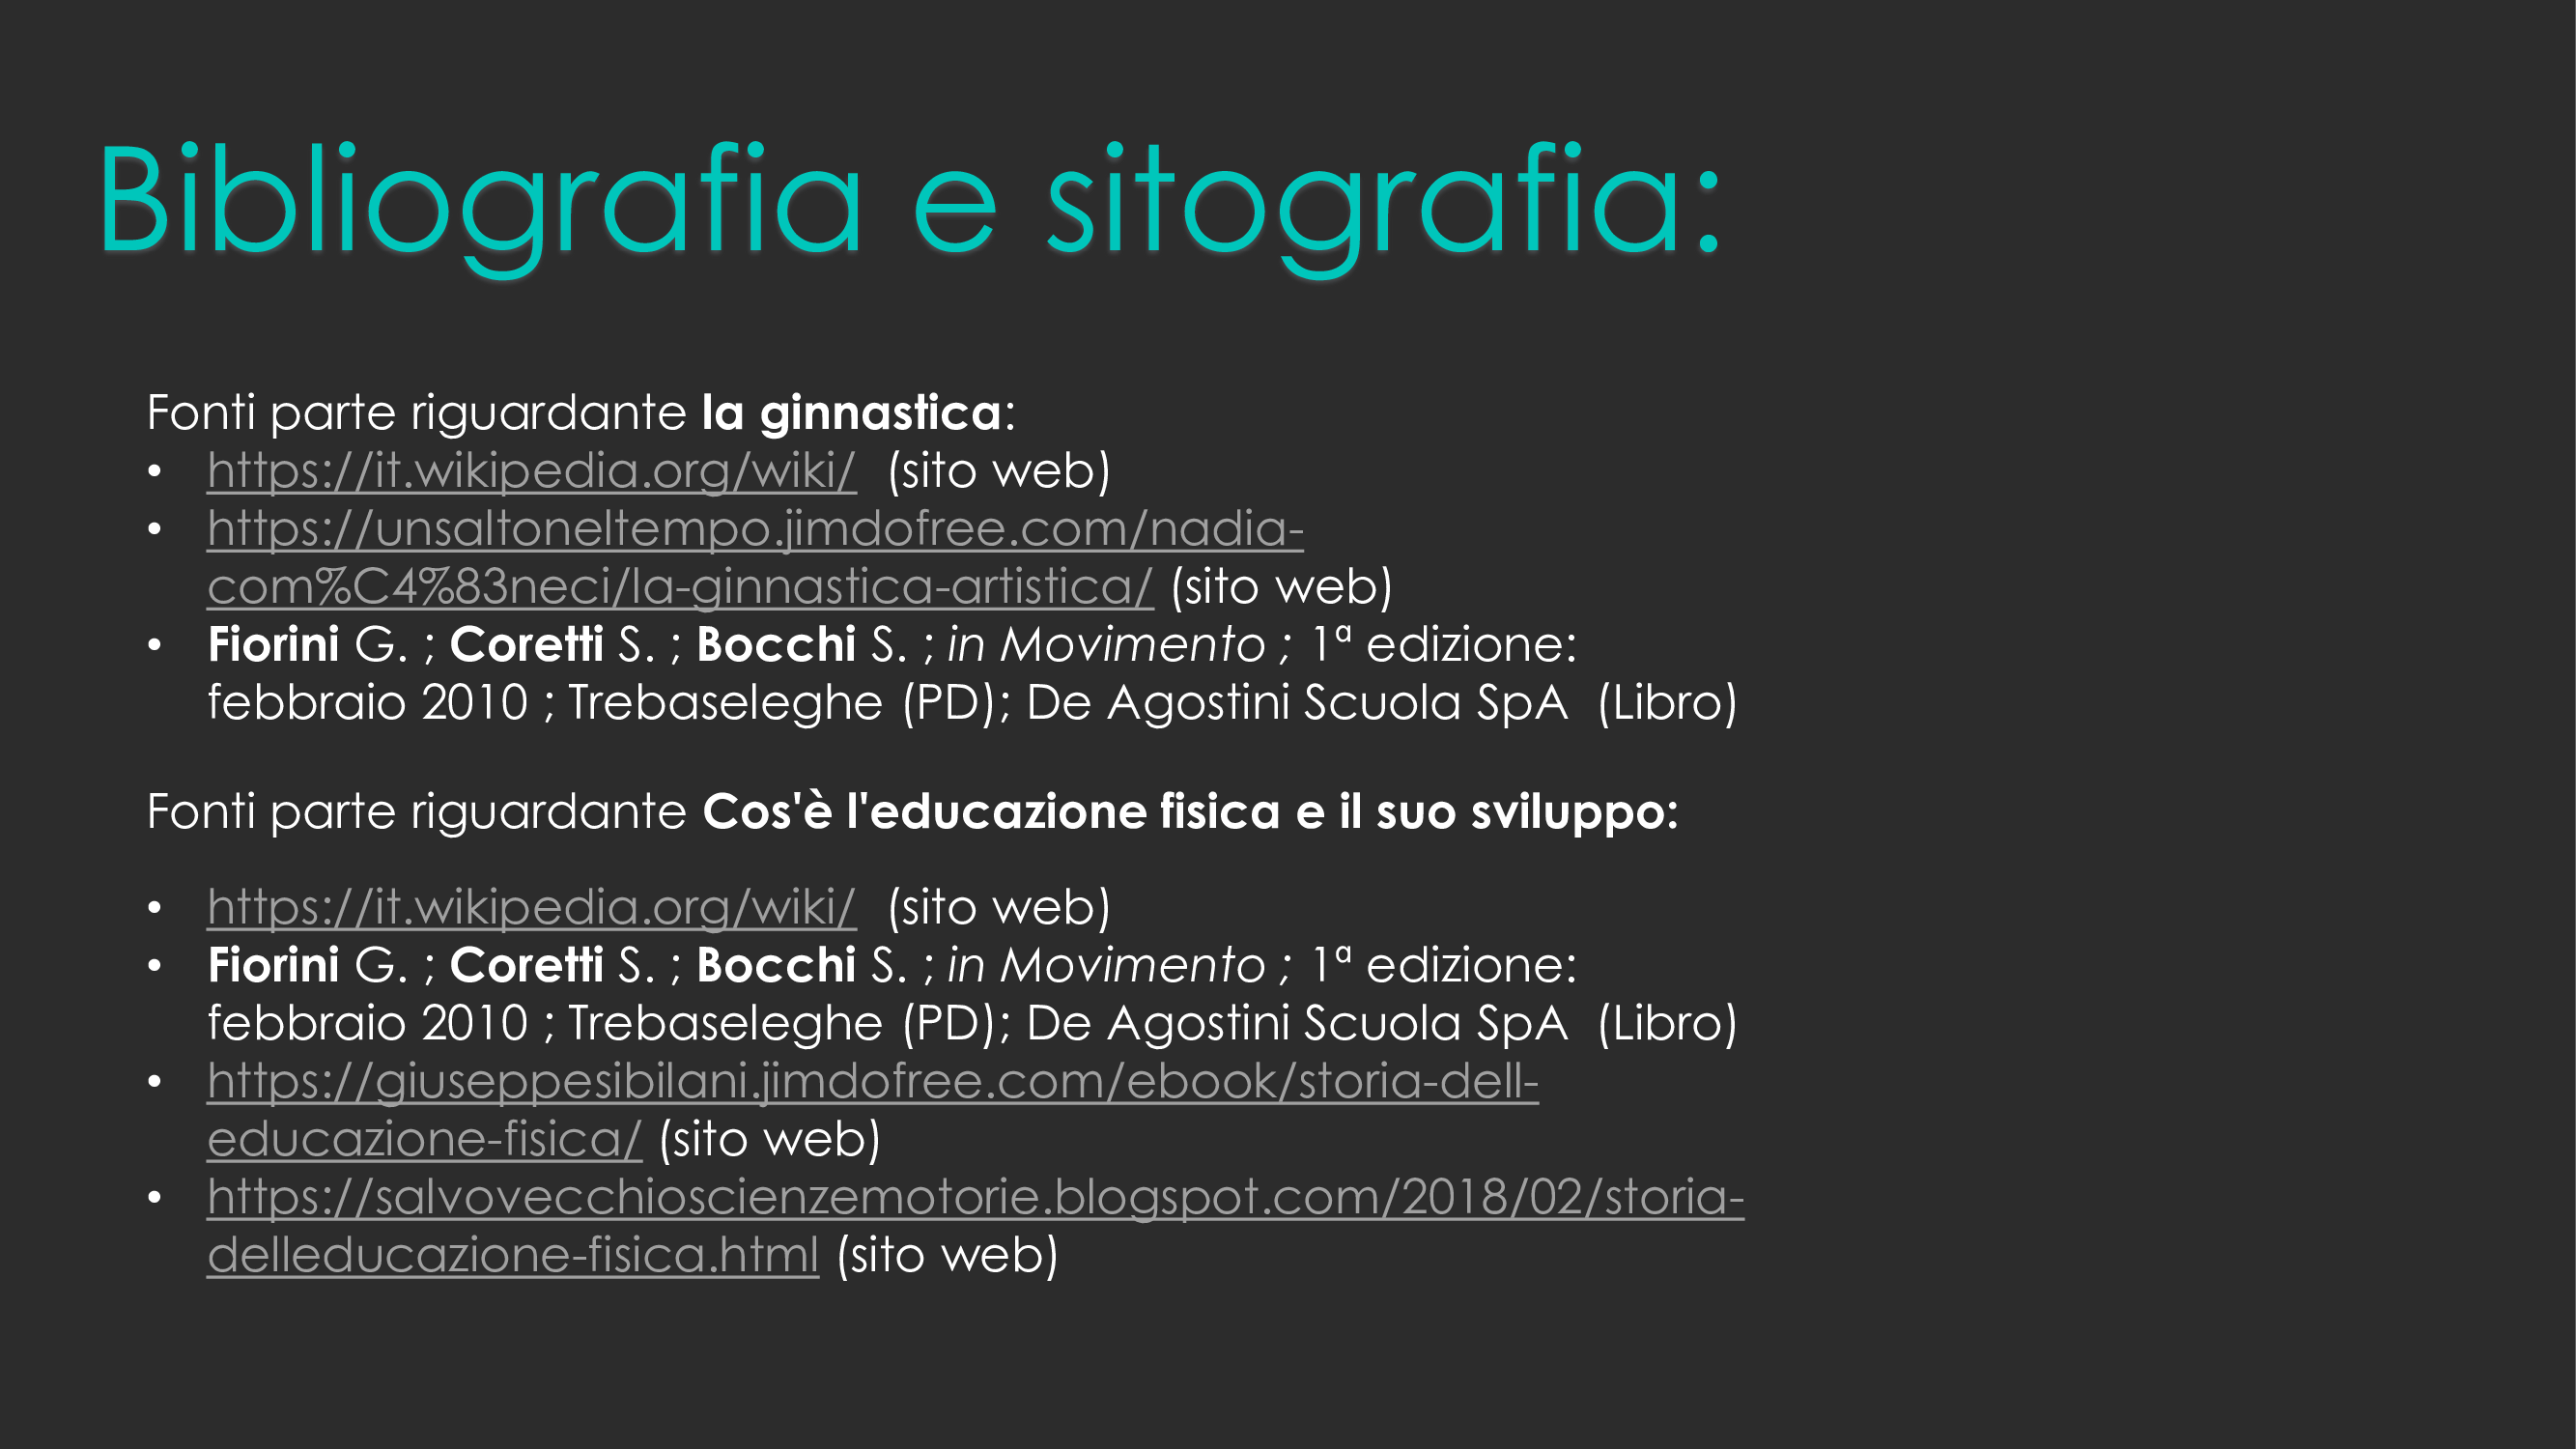 Bibliografia e sitografia:
Fonti parte riguardante la ginnastica:
• https://it.wikipedia.org/wiki/ (sito web)
• https://unsaltoneltempo.jimdofree.com/nadia-
com%C4%83neci/la-ginnastica-artistica/ (sito web)
• Fiorini G. ; Coretti S. ; Bocchi S. ; in Movimento ; 1ª edizione:
febbraio 2010 ; Trebaseleghe (PD); De Agostini Scuola SpA (Libro)
Fonti parte riguardante Cos'è l'educazione fisica e il suo sviluppo:
• https://it.wikipedia.org/wiki/ (sito web)
• Fiorini G. ; Coretti S. ; Bocchi S. ; in Movimento ; 1ª edizione:
febbraio 2010 ; Trebaseleghe (PD); De Agostini Scuola SpA (Libro)
• https://giuseppesibilani.jimdofree.com/ebook/storia-dell-
educazione-fisica/ (sito web)
• https://salvovecchioscienzemotorie.blogspot.com/2018/02/storia-
delleducazione-fisica.html (sito web)